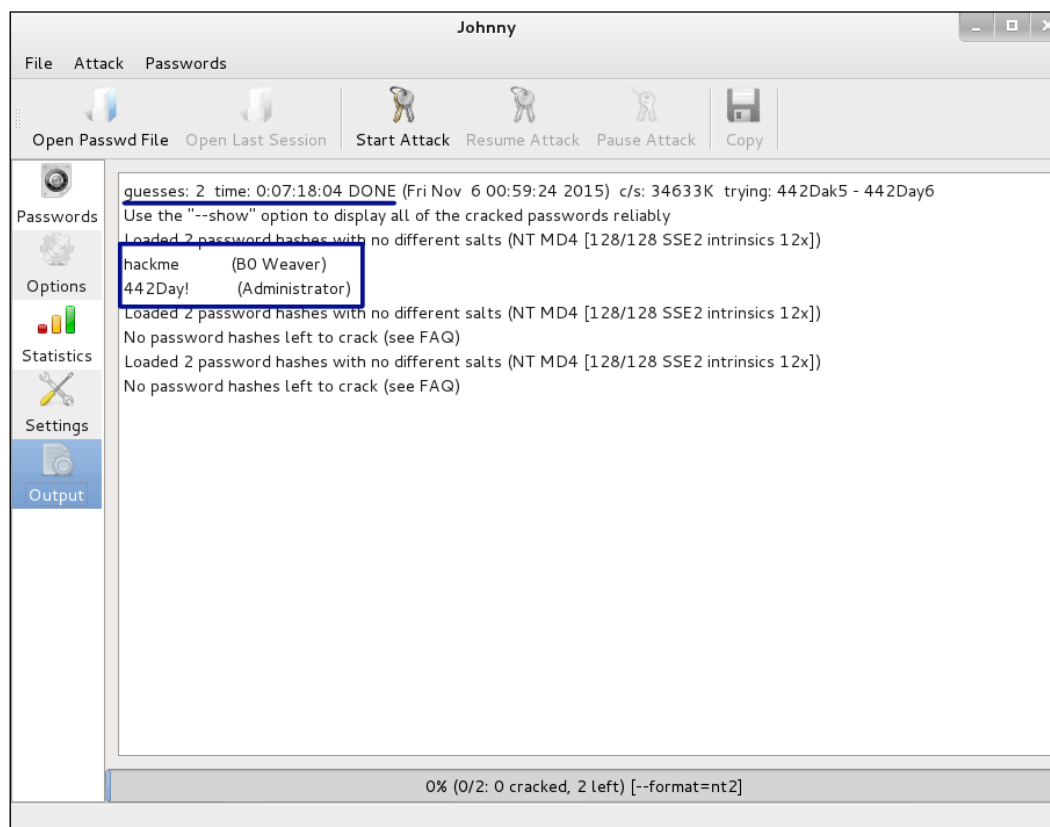 Johnny
File Attack Passwords
Open Passwd File Open Last Session Start Attack Resume Attack Pause Attack Copy
Passwords
Options
Statistics
Settings
Output
guesses: 2 time: 0:07:18:04 DONE (Fri Nov 6 00:59:24 2015) c/s: 34633K trying: 442Dak5 - 442Day6
Use the "--show" option to display all of the cracked passwords reliably
Loaded 2 password hashes with no different salts (NT MD4 [128/128 SSE2 intrinsics 12x])
hackme (B0 Weaver)
442Day! (Administrator)
Loaded 2 password hashes with no different salts (NT MD4 [128/128 SSE2 intrinsics 12x])
No password hashes left to crack (see FAQ)
Loaded 2 password hashes with no different salts (NT MD4 [128/128 SSE2 intrinsics 12x])
No password hashes left to crack (see FAQ)
0% (0/2: 0 cracked, 2 left) [--format=nt2]